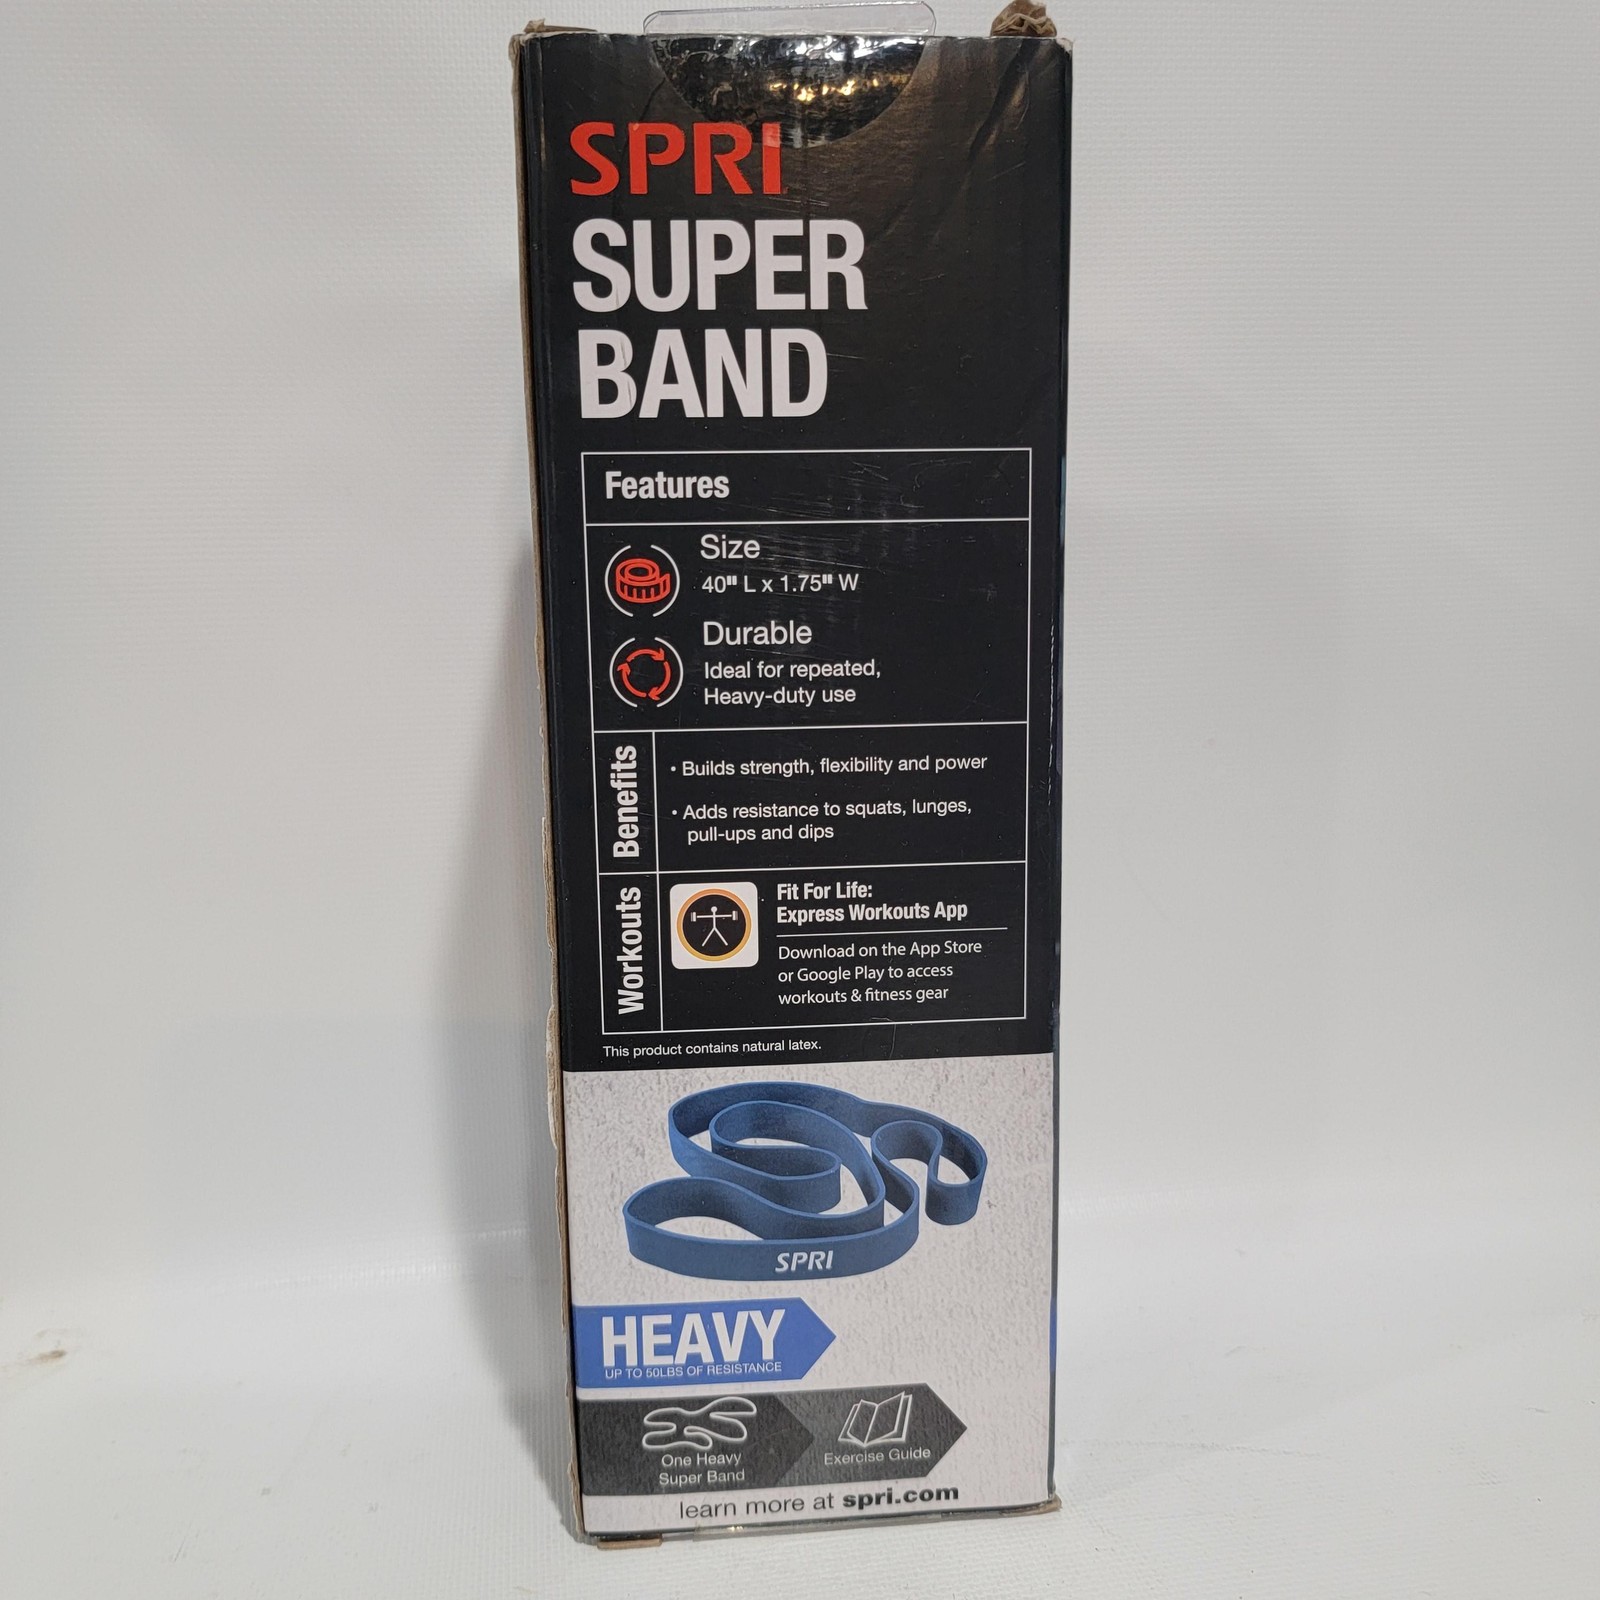 SPRI
SUPER
BAND
Features
Size
40" L x 1.75" W
Durable
Ideal for repeated,
Heavy-duty use
Benefits
• Builds strength, flexibility and power
• Adds resistance to squats, lunges,
pull-ups and dips
Workouts
Fit For Life:
Express Workouts App
Download on the App Store
or Google Play to access
workouts & fitness gear
This product contains natural latex.
SPRI
HEAVY
UP TO 50LBS OF RESISTANCE
One Heavy
Super Band
Exercise Guide
learn more at spri.com